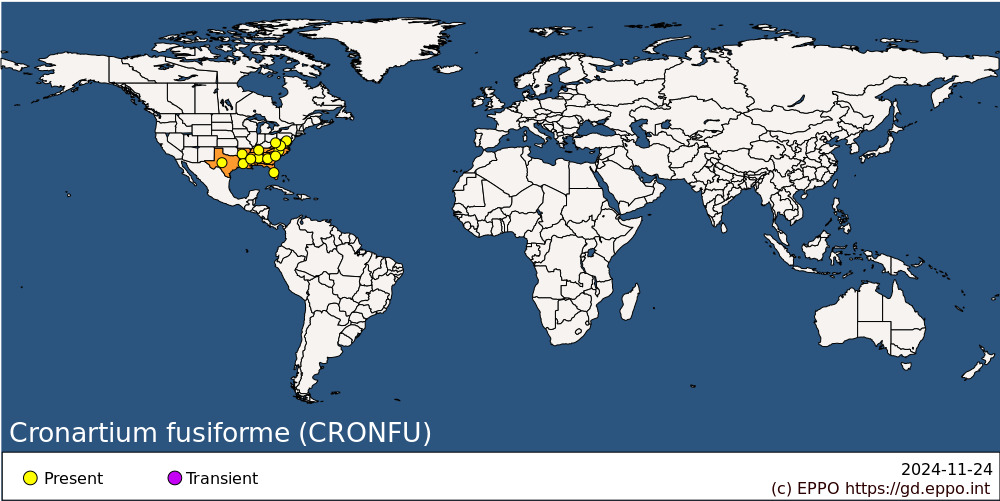 Cronartium fusiforme (CRONFU)
Present
Transient
2024-11-24
(c) EPPO https://gd.eppo.int